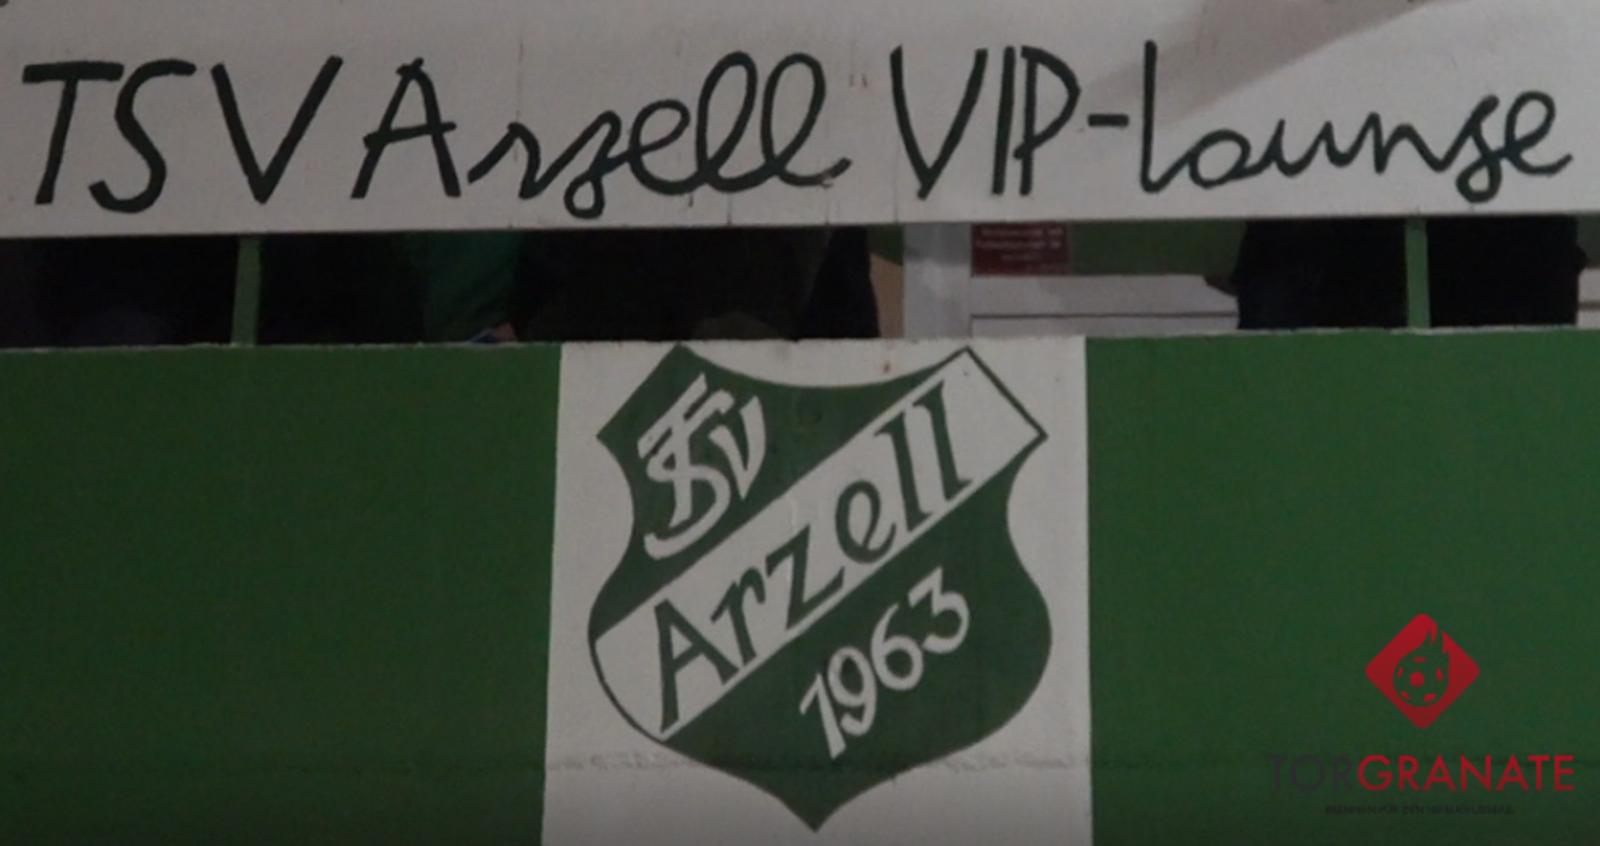 TSV Arzell VIP-Lounge
TSV
Arzell
1963
TORGRANATE